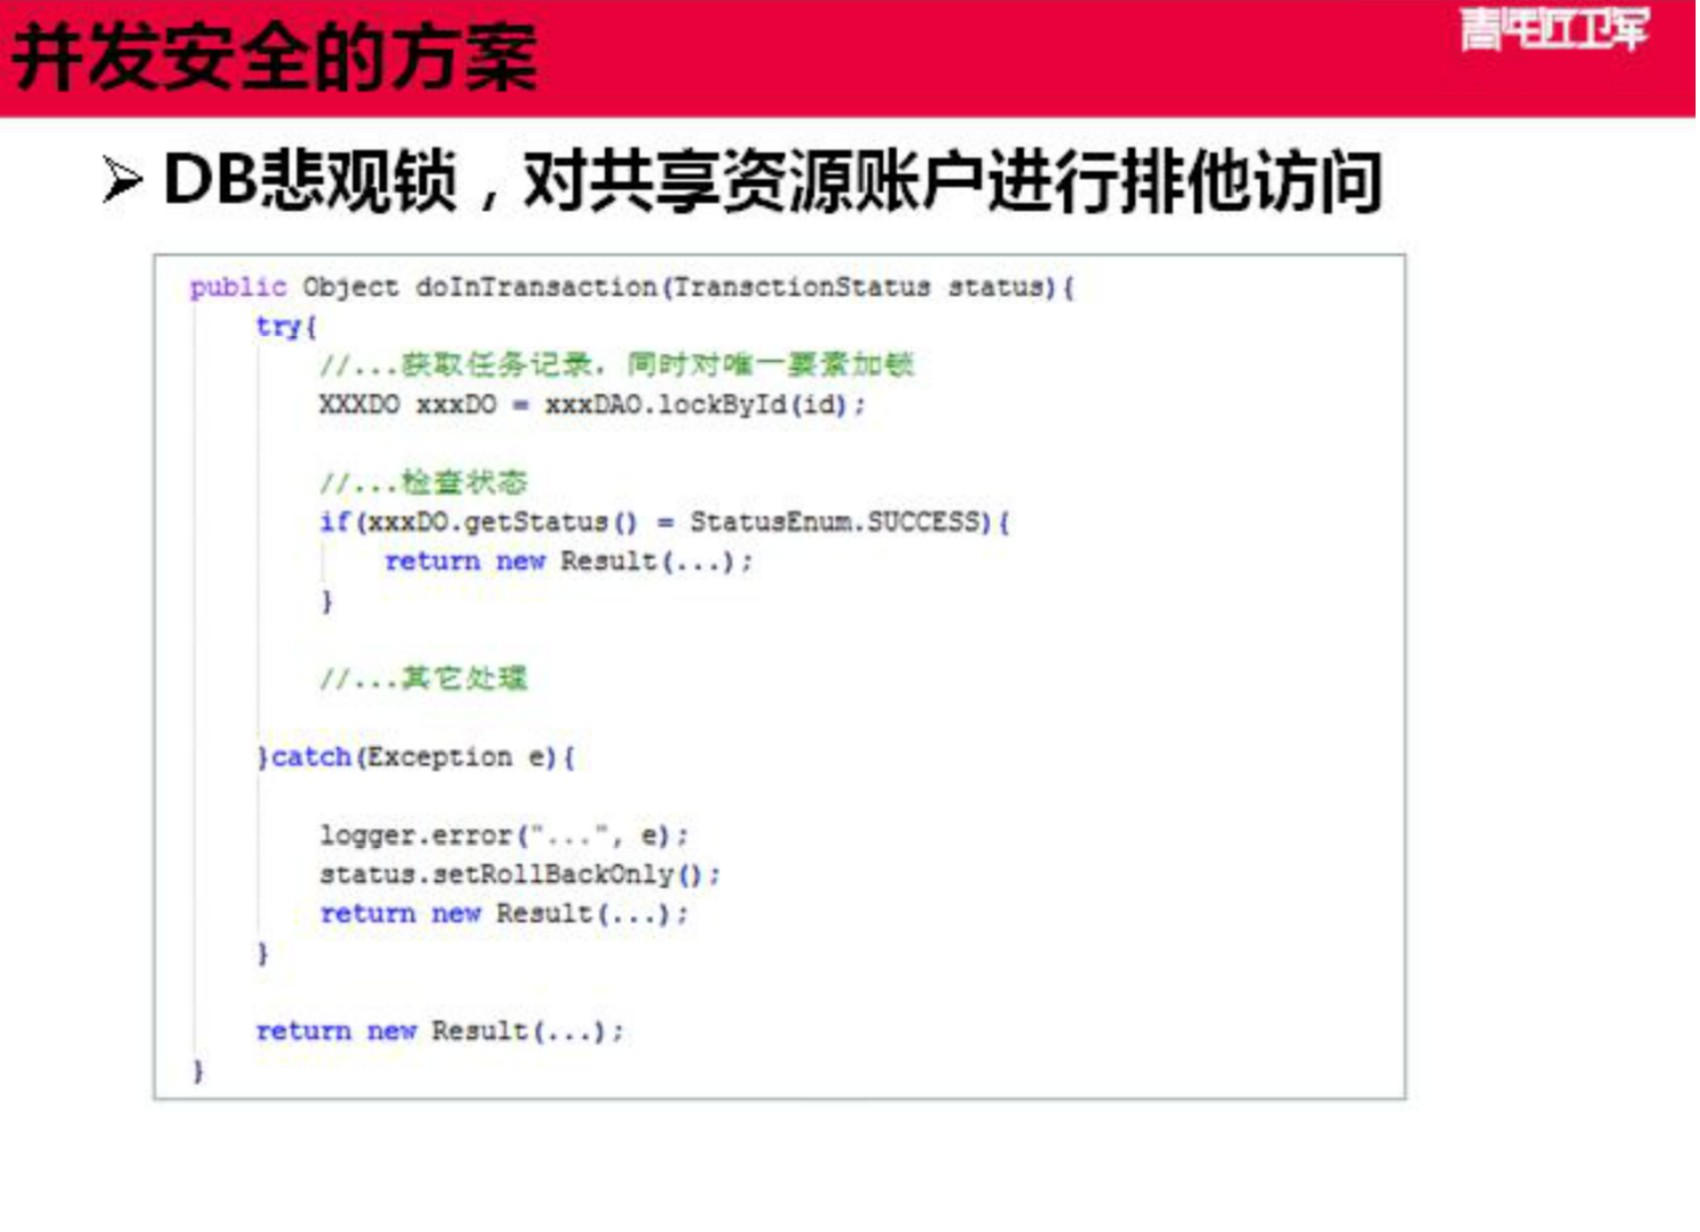 并发安全的方案
青年近卫军
➢ DB悲观锁，对共享资源账户进行排他访问
public Object doInTransaction(TransctionStatus status){
try{
//...获取任务记录，同时对唯一要素加锁
XXXDO xxxDO = xxxDAO.lockById(id);
//...检查状态
if(xxxDO.getStatus() = StatusEnum.SUCCESS){
return new Result(...);
}
//...其它处理
}catch(Exception e){
logger.error("...", e);
status.setRollBackOnly();
return new Result(...);
}
return new Result(...);
}